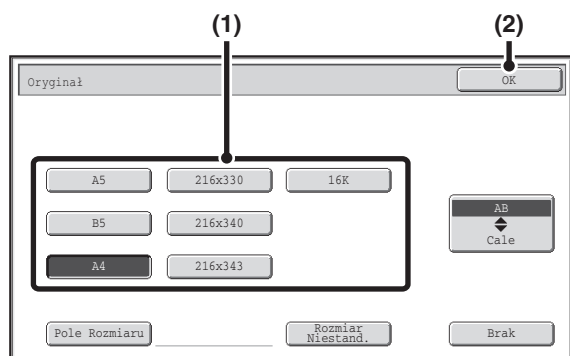 (1) (2)
Oryginał OK
A5 216x330 16K
AB
B5 216x340
Cale
A4 216x343
Pole Rozmiaru Rozmiar Niestand. Brak